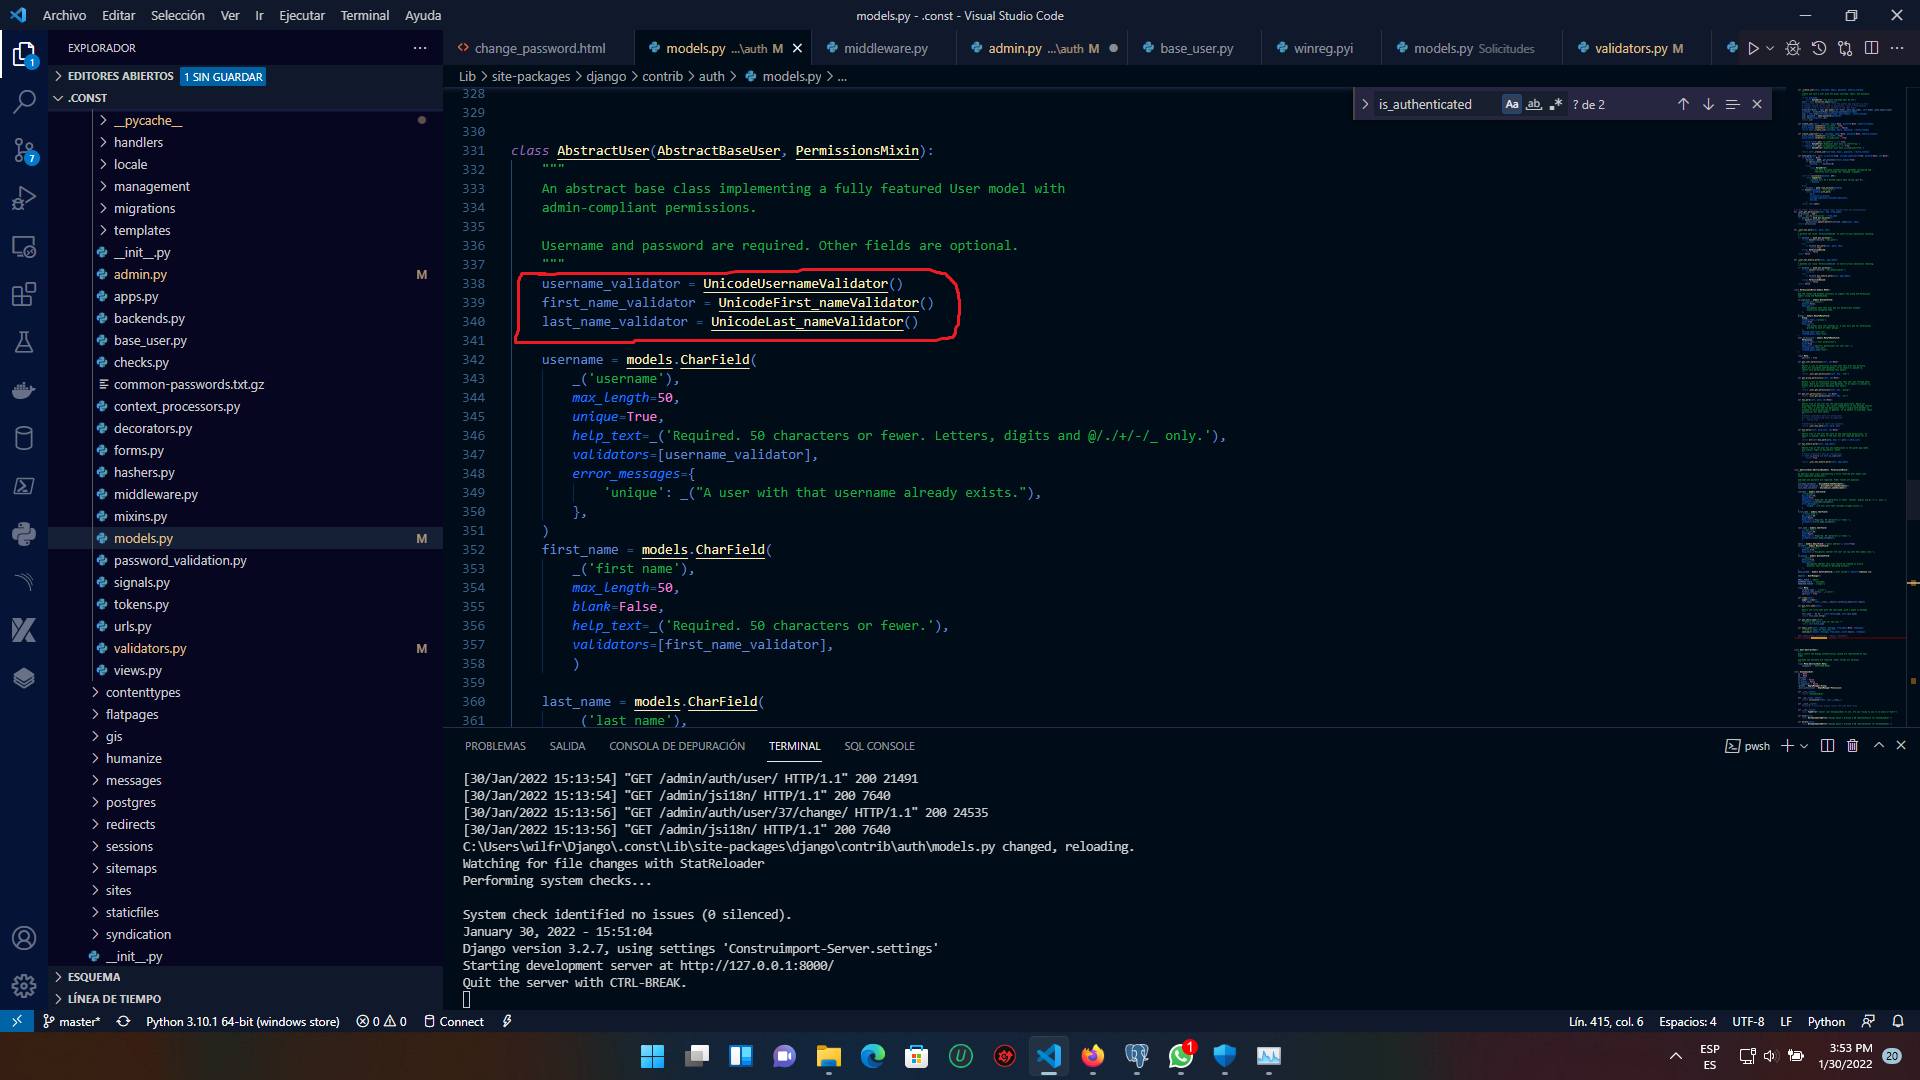 Archivo Editar Selección Ver Ir Ejecutar Terminal Ayuda
models.py - .const - Visual Studio Code
EXPLORADOR
EDITORES ABIERTOS 1 SIN GUARDAR
.CONST
__pycache__
handlers
locale
management
migrations
templates
__init__.py
admin.py M
apps.py
backends.py
base_user.py
checks.py
common-passwords.txt.gz
context_processors.py
decorators.py
forms.py
hashers.py
middleware.py
mixins.py
models.py M
password_validation.py
signals.py
tokens.py
urls.py
validators.py M
views.py
contenttypes
flatpages
gis
humanize
messages
postgres
redirects
sessions
sitemaps
sites
staticfiles
syndication
__init__.py
ESQUEMA
LÍNEA DE TIEMPO
1
7
change_password.html models.py ...\auth M middleware.py admin.py ...\auth M base_user.py winreg.pyi models.py Solicitudes validators.py M
Lib > site-packages > django > contrib > auth > models.py > ...
is_authenticated Aa ab .* ? de 2
328
329
330
331 class AbstractUser(AbstractBaseUser, PermissionsMixin):
332 """
333 An abstract base class implementing a fully featured User model with
334 admin-compliant permissions.
335
336 Username and password are required. Other fields are optional.
337 """
338 username_validator = UnicodeUsernameValidator()
339 first_name_validator = UnicodeFirst_nameValidator()
340 last_name_validator = UnicodeLast_nameValidator()
341
342 username = models.CharField(
343 _('username'),
344 max_length=50,
345 unique=True,
346 help_text=_('Required. 50 characters or fewer. Letters, digits and @/./+/-/_ only.'),
347 validators=[username_validator],
348 error_messages={
349 'unique': _("A user with that username already exists."),
350 },
351 )
352 first_name = models.CharField(
353 _('first name'),
354 max_length=50,
355 blank=False,
356 help_text=_('Required. 50 characters or fewer.'),
357 validators=[first_name_validator],
358 )
359
360 last_name = models.CharField(
361 _('last name'),
PROBLEMAS SALIDA CONSOLA DE DEPURACIÓN TERMINAL SQL CONSOLE
pwsh
[30/Jan/2022 15:13:54] "GET /admin/auth/user/ HTTP/1.1" 200 21491
[30/Jan/2022 15:13:54] "GET /admin/jsi18n/ HTTP/1.1" 200 7640
[30/Jan/2022 15:13:56] "GET /admin/auth/user/37/change/ HTTP/1.1" 200 24535
[30/Jan/2022 15:13:56] "GET /admin/jsi18n/ HTTP/1.1" 200 7640
C:\Users\wilfr\Django\.const\Lib\site-packages\django\contrib\auth\models.py changed, reloading.
Watching for file changes with StatReloader
Performing system checks...
System check identified no issues (0 silenced).
January 30, 2022 - 15:51:04
Django version 3.2.7, using settings 'Construimport-Server.settings'
Starting development server at http://127.0.0.1:8000/
Quit the server with CTRL-BREAK.
master* Python 3.10.1 64-bit (windows store) 0 0 Connect
Lín. 415, col. 6 Espacios: 4 UTF-8 LF Python
1
ESP
ES
3:53 PM
1/30/2022
20